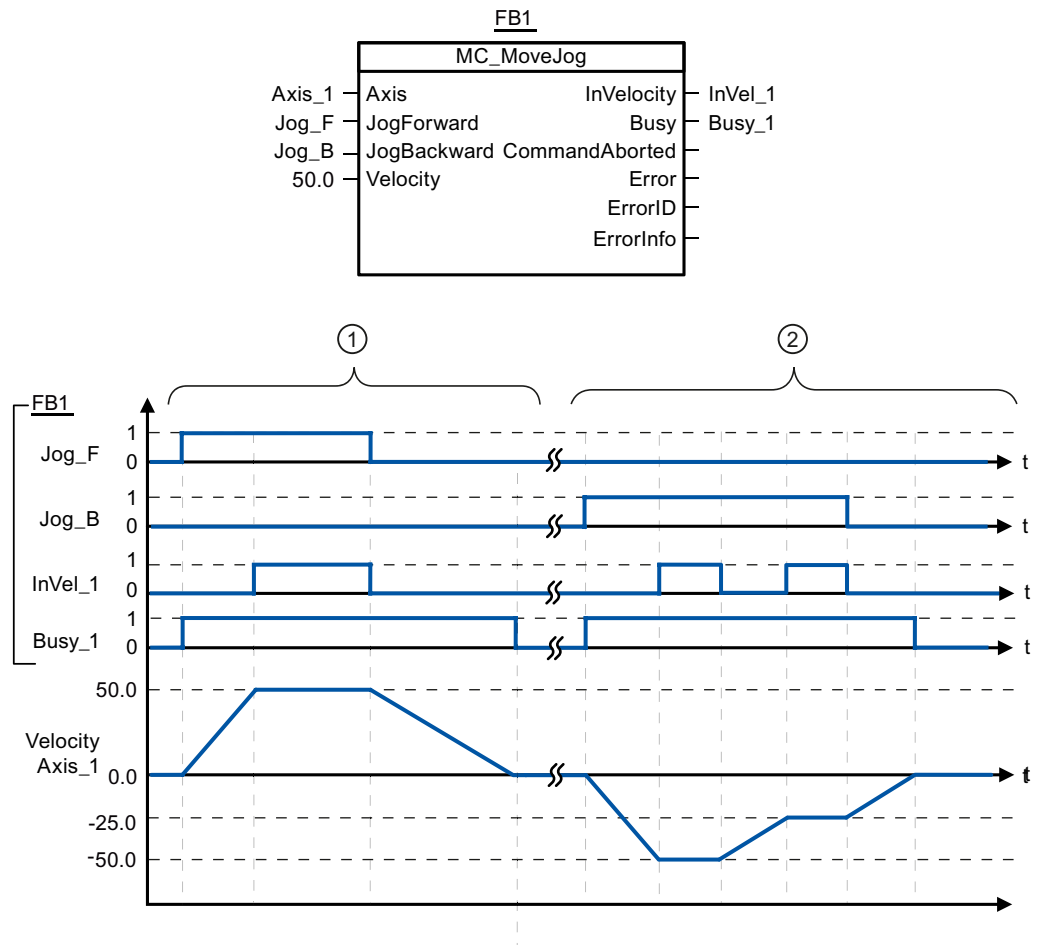 FB1
MC_MoveJog
Axis_1 Axis InVelocity InVel_1
Jog_F JogForward Busy Busy_1
Jog_B JogBackward CommandAborted
50.0 Velocity Error
ErrorID
ErrorInfo
1 2
FB1
Jog_F 1
0 t
Jog_B 1
0 t
InVel_1 1
0 t
Busy_1 1
0 t
50.0
Velocity
Axis_1
0.0 t
-25.0
-50.0